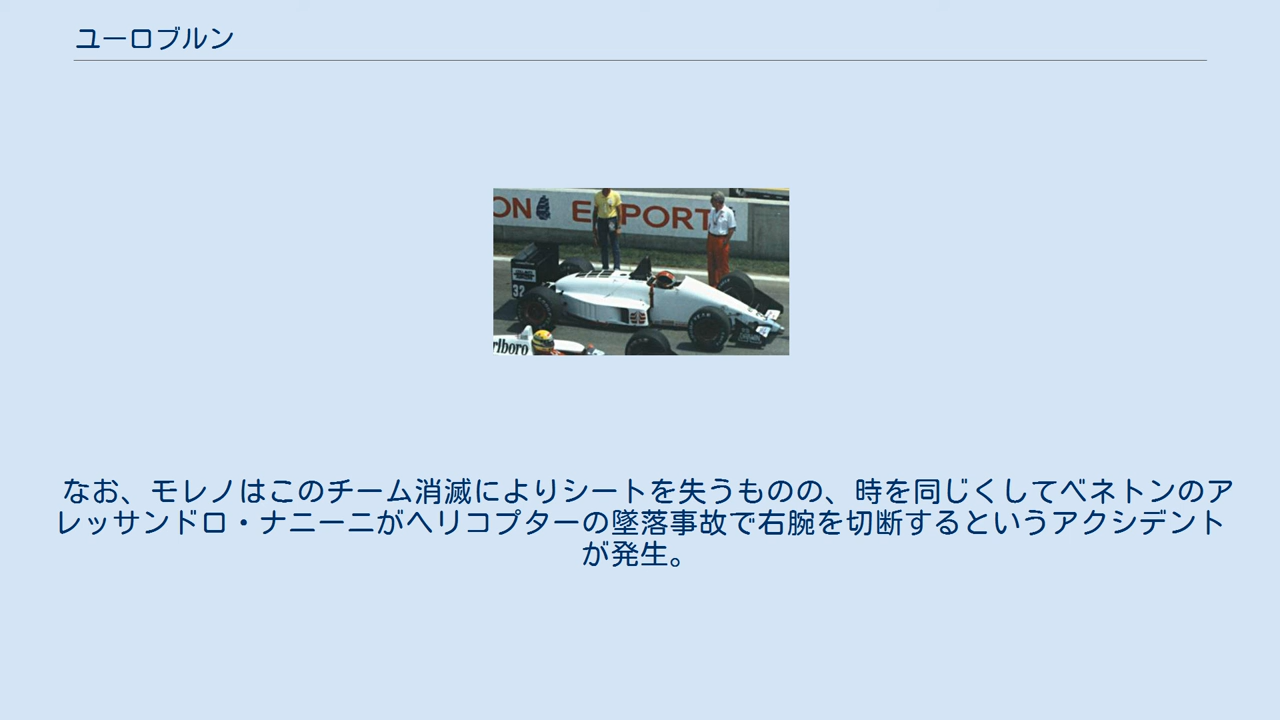 ユーロブルン
ON
EXPORT
32
rlboro
なお、モレノはこのチーム消滅によりシートを失うものの、時を同じくしてベネトンのア
レッサンドロ・ナニーニがヘリコプターの墜落事故で右腕を切断するというアクシデント
が発生。